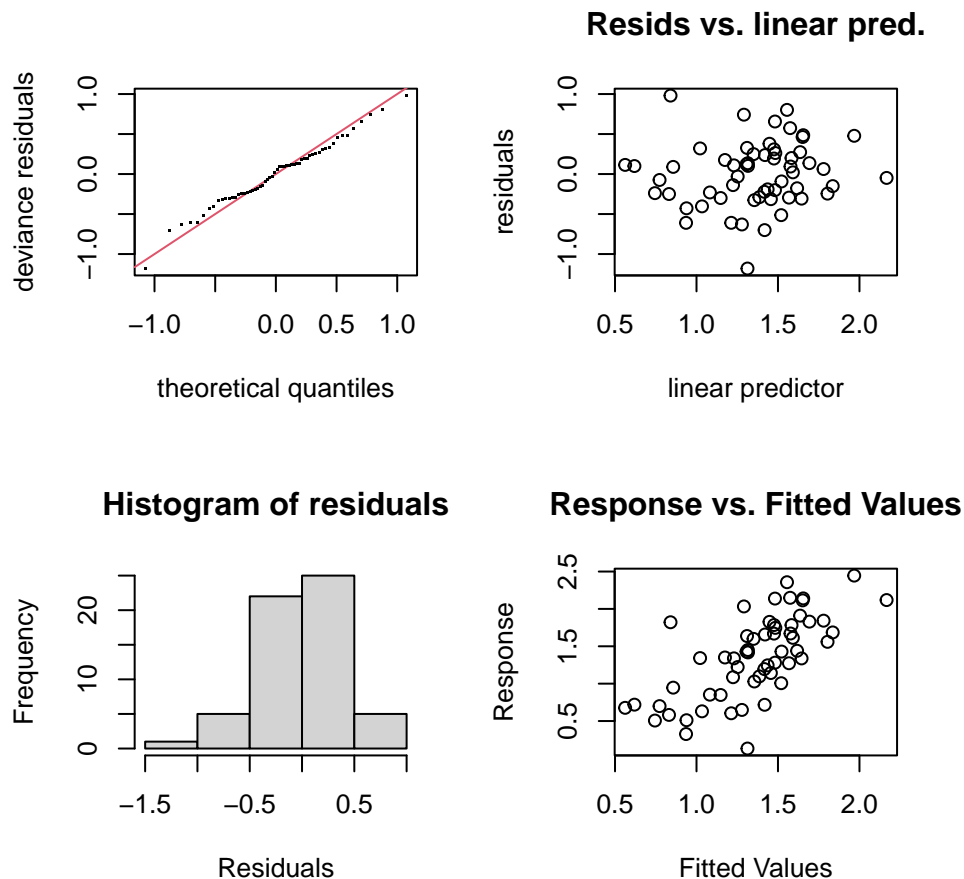 deviance residuals
−1.0 0.0 1.0
−1.0 0.0 0.5 1.0
theoretical quantiles
Resids vs. linear pred.
residuals
−1.0 0.0 1.0
0.5 1.0 1.5 2.0
linear predictor
Histogram of residuals
Frequency
0 10 20
−1.5 −0.5 0.5
Residuals
Response vs. Fitted Values
Response
0.5 1.5 2.5
0.5 1.0 1.5 2.0
Fitted Values